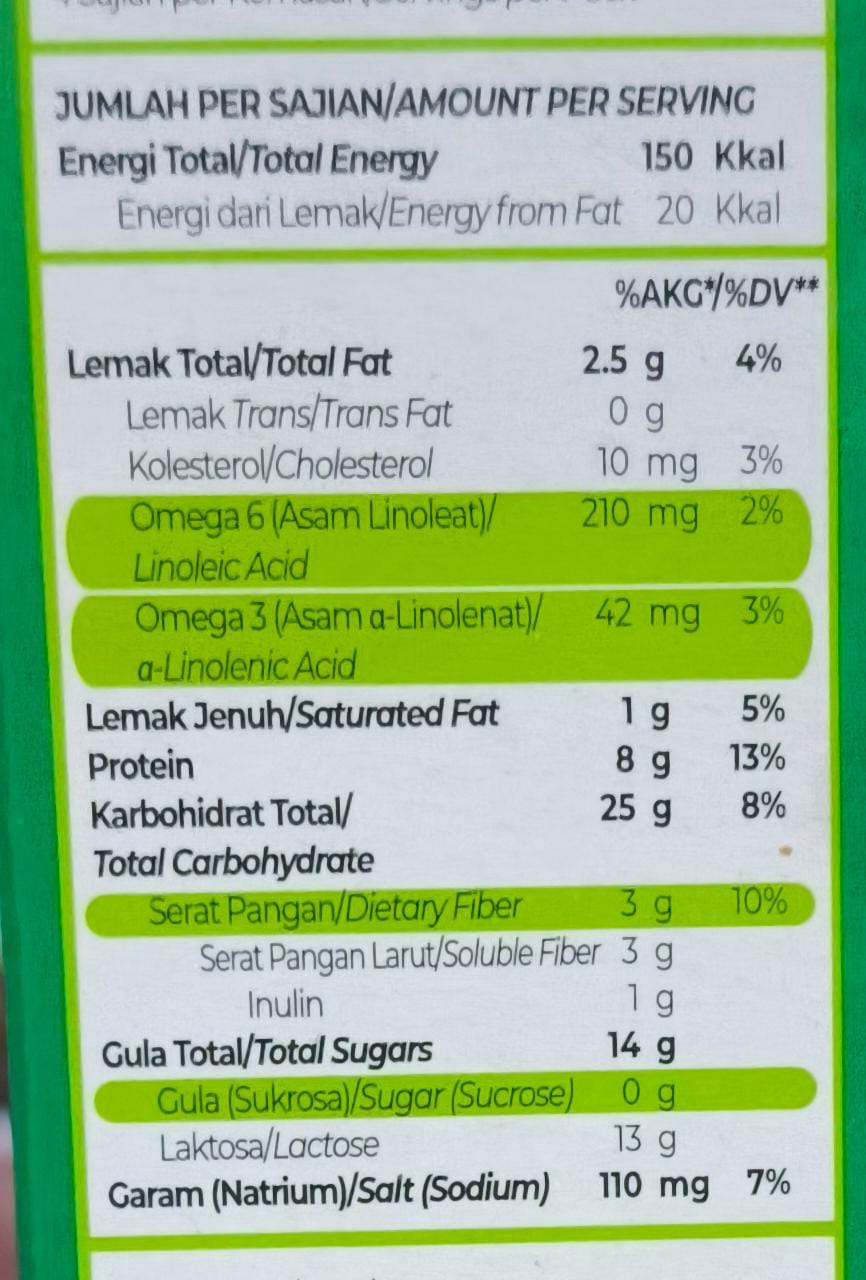 JUMLAH PER SAJIAN/AMOUNT PER SERVING
Energi Total/Total Energy 150 Kkal
Energi dari Lemak/Energy from Fat 20 Kkal
%AKG*/%DV**
Lemak Total/Total Fat 2.5 g 4%
Lemak Trans/Trans Fat 0 g
Kolesterol/Cholesterol 10 mg 3%
Omega 6 (Asam Linoleat)/ 210 mg 2%
Linoleic Acid
Omega 3 (Asam α-Linolenat)/ 42 mg 3%
α-Linolenic Acid
Lemak Jenuh/Saturated Fat 1 g 5%
Protein 8 g 13%
Karbohidrat Total/ 25 g 8%
Total Carbohydrate
Serat Pangan/Dietary Fiber 3 g 10%
Serat Pangan Larut/Soluble Fiber 3 g
Inulin 1 g
Gula Total/Total Sugars 14 g
Gula (Sukrosa)/Sugar (Sucrose) 0 g
Laktosa/Lactose 13 g
Garam (Natrium)/Salt (Sodium) 110 mg 7%